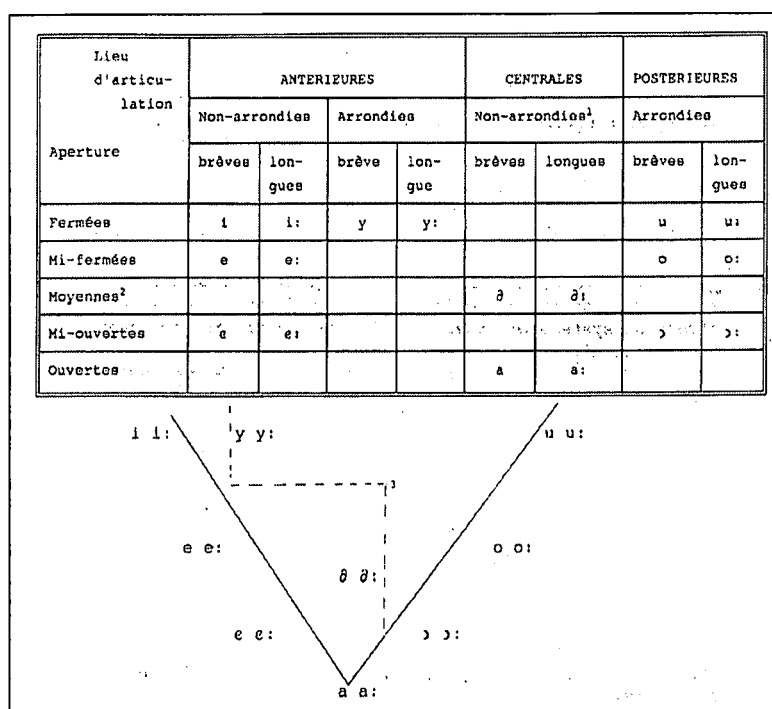 Lieu
d'articu-
lation
Aperture
ANTERIEURES CENTRALES POSTERIEURES
Non-arrondies Arrondies Non-arrondies¹ Arrondies
brèves lon-gues brève lon-gue brèves longues brèves lon-gues
Fermées i i: y y: u u:
Mi-fermées e e: o o:
Moyennes² ∂ ∂:
Mi-ouvertes ɛ ɛ: ɔ ɔ:
Ouvertes a a:
i i: y y: u u:
e e: o o:
∂ ∂:
ɛ ɛ: ɔ ɔ:
a a: